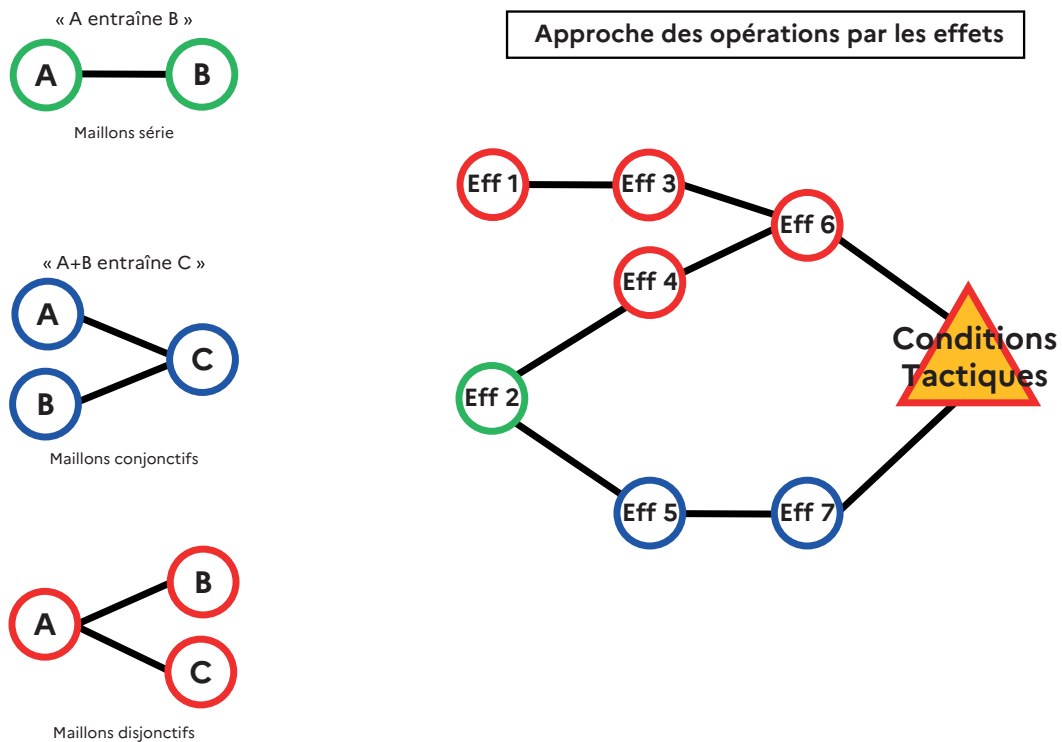 « A entraîne B »
A
B
Maillons série
« A+B entraîne C »
A
B
C
Maillons conjonctifs
A
B
C
Maillons disjonctifs
Approche des opérations par les effets
Eff 1
Eff 3
Eff 6
Eff 4
Eff 2
Eff 5
Eff 7
Conditions
Tactiques